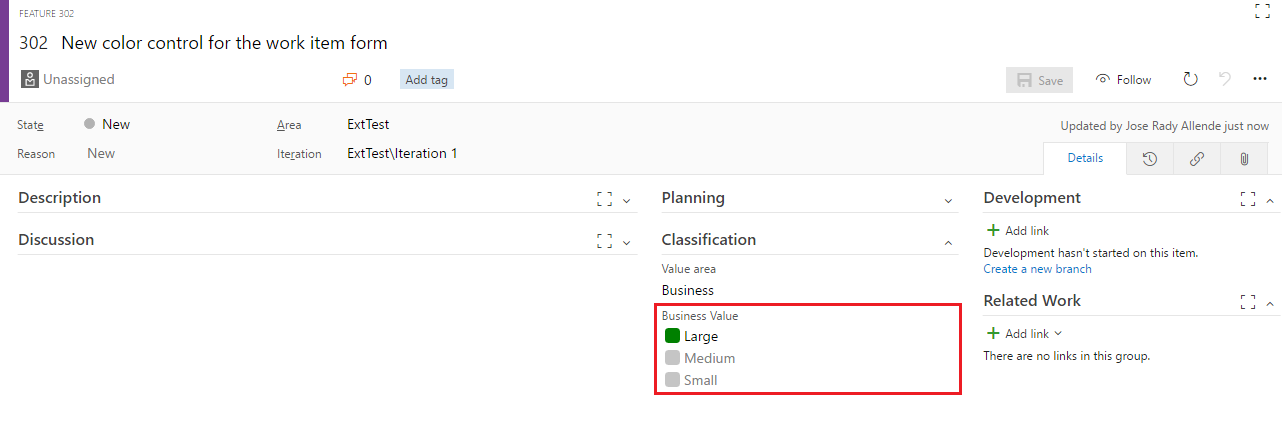 FEATURE 302
302 New color control for the work item form
Unassigned 0 Add tag Save Follow
State New Area ExtTest
Updated by Jose Rady Allende just now
Reason New Iteration ExtTest\Iteration 1
Details
Description
Discussion
Planning
Classification
Value area
Business
Business Value
Large
Medium
Small
Development
Add link
Development hasn't started on this item.
Create a new branch
Related Work
Add link
There are no links in this group.